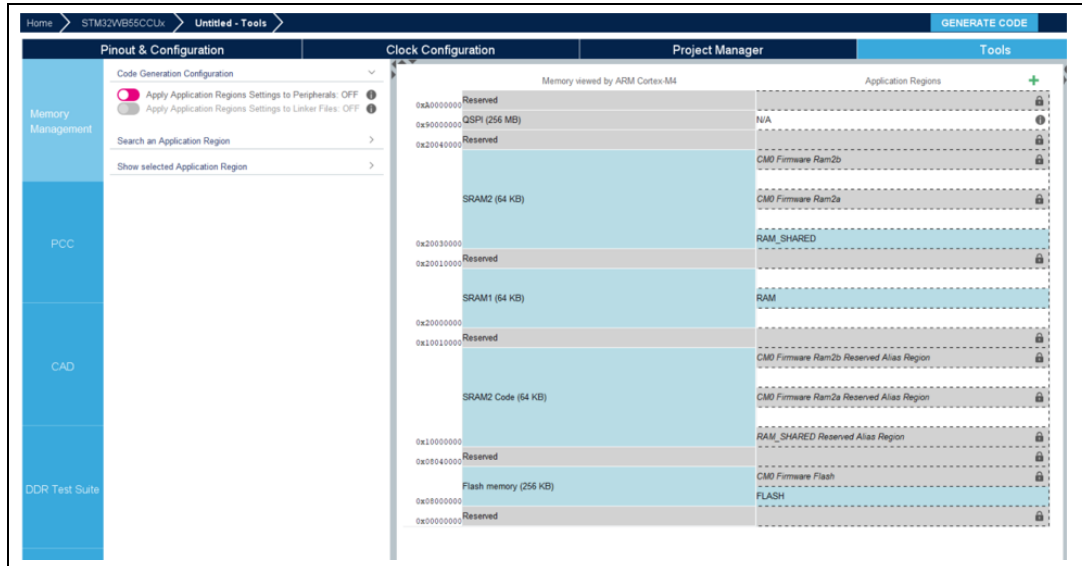 Home STM32WB55CCUx Untitled - Tools GENERATE CODE
Pinout & Configuration Clock Configuration Project Manager Tools
Memory Management
PCC
CAD
DDR Test Suite
Code Generation Configuration
Apply Application Regions Settings to Peripherals: OFF
Apply Application Regions Settings to Linker Files: OFF
Search an Application Region
Show selected Application Region
Memory viewed by ARM Cortex-M4 Application Regions
Reserved
0xA0000000
QSPI (256 MB) N/A
0x90000000
Reserved
0x20040000
CM0 Firmware Ram2b
SRAM2 (64 KB) CM0 Firmware Ram2a
RAM_SHARED
0x20030000
Reserved
0x20010000
SRAM1 (64 KB) RAM
0x20000000
Reserved
0x10010000
CM0 Firmware Ram2b Reserved Alias Region
SRAM2 Code (64 KB) CM0 Firmware Ram2a Reserved Alias Region
RAM_SHARED Reserved Alias Region
0x10000000
Reserved
0x08040000
CM0 Firmware Flash
Flash memory (256 KB)
FLASH
0x08000000
Reserved
0x00000000